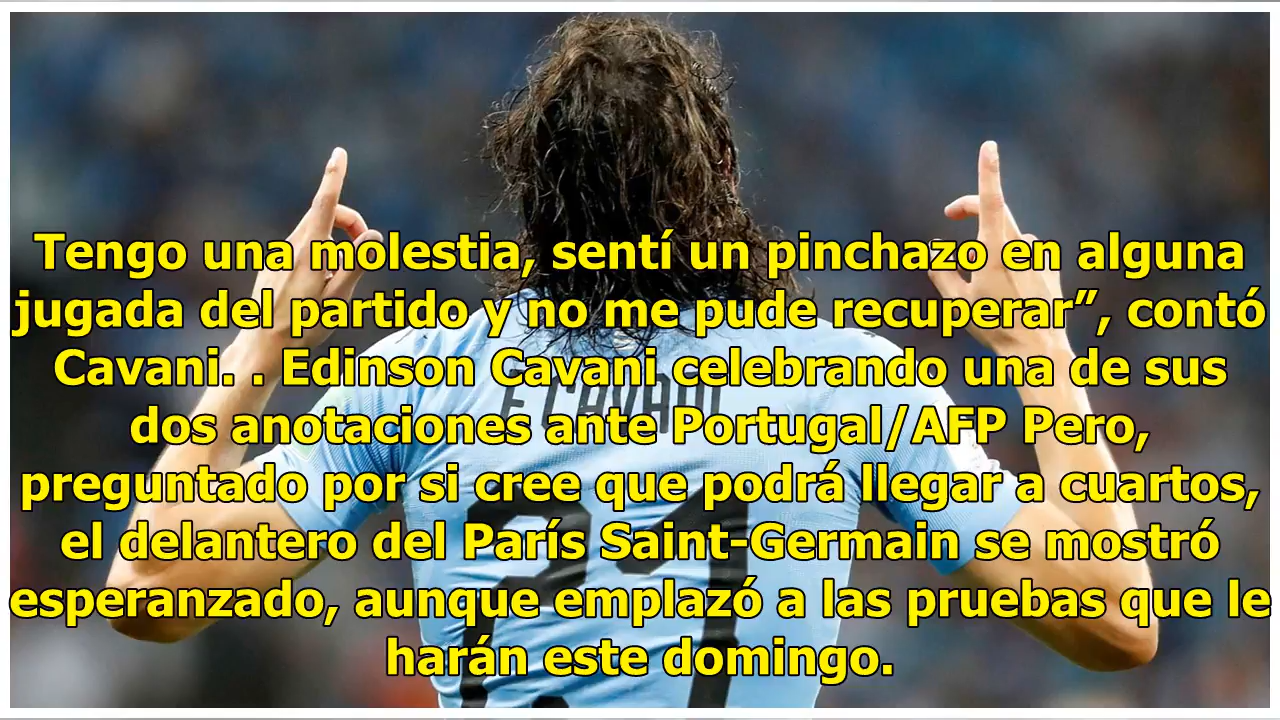 Tengo una molestia, sentí un pinchazo en alguna
jugada del partido y no me pude recuperar”, contó
Cavani. . Edinson Cavani celebrando una de sus
dos anotaciones ante Portugal/AFP Pero,
preguntado por si cree que podrá llegar a cuartos,
el delantero del París Saint-Germain se mostró
esperanzado, aunque emplazó a las pruebas que le
harán este domingo.
E CAVANI
21